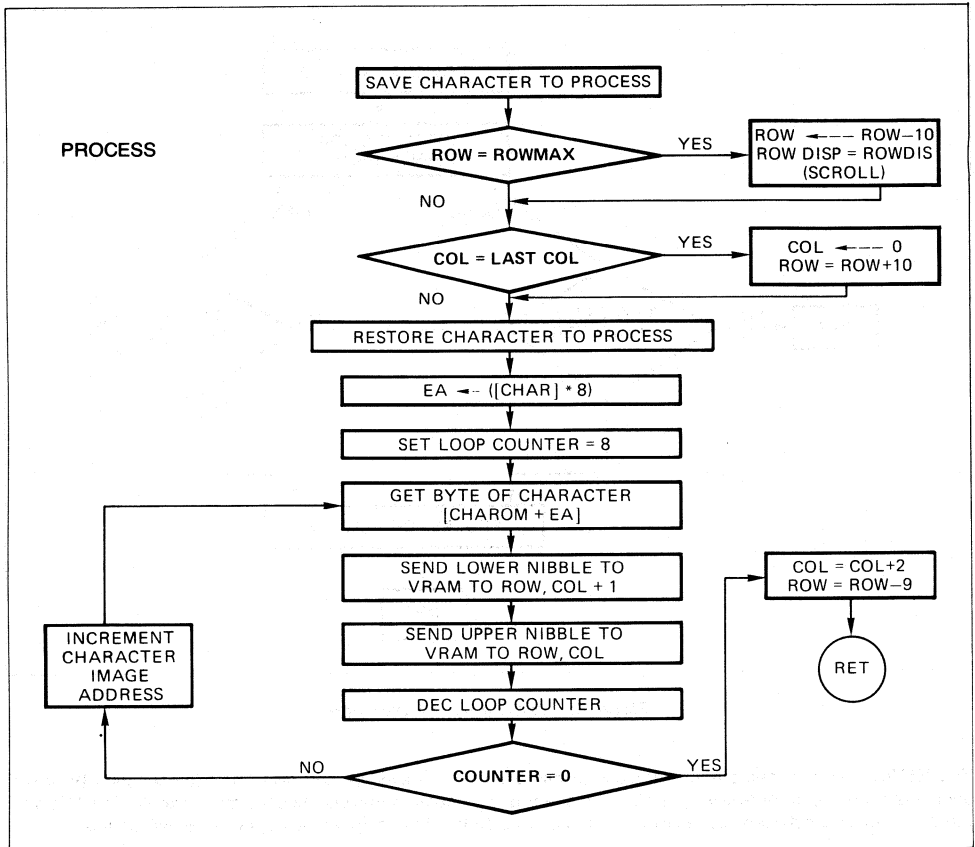 PROCESS
SAVE CHARACTER TO PROCESS
ROW = ROWMAX
YES
ROW ←--- ROW–10
ROW DISP = ROWDIS
(SCROLL)
NO
COL = LAST COL
YES
COL ←--- 0
ROW = ROW+10
NO
RESTORE CHARACTER TO PROCESS
EA ←-- ([CHAR] * 8)
SET LOOP COUNTER = 8
GET BYTE OF CHARACTER
[CHAROM + EA]
SEND LOWER NIBBLE TO
VRAM TO ROW, COL + 1
SEND UPPER NIBBLE TO
VRAM TO ROW, COL
DEC LOOP COUNTER
COUNTER = 0
NO
INCREMENT
CHARACTER
IMAGE
ADDRESS
YES
COL = COL+2
ROW = ROW–9
RET